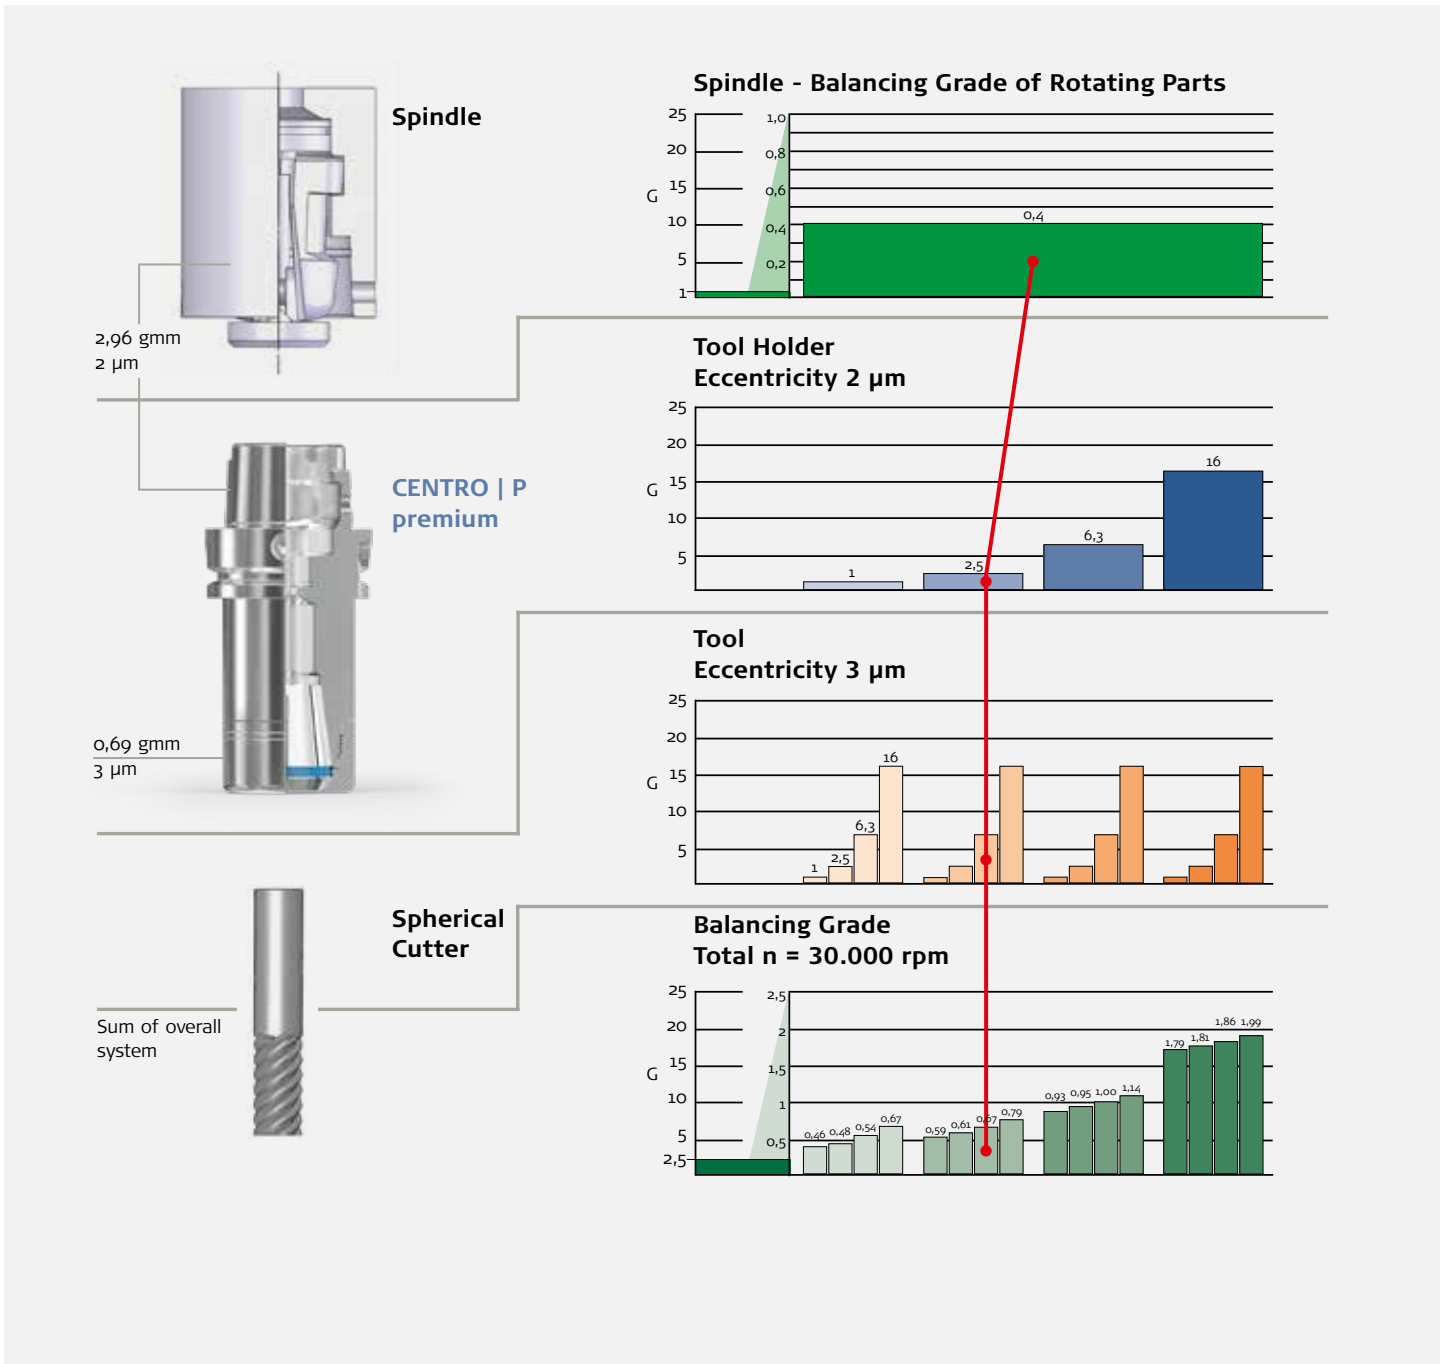 Spindle
2,96 gmm
2 µm
CENTRO | P
premium
0,69 gmm
3 µm
Spherical
Cutter
Sum of overall
system
Spindle - Balancing Grade of Rotating Parts
25
20
15
10
5
1
G
1,0
0,8
0,6
0,4
0,2
0,4
Tool Holder
Eccentricity 2 µm
25
20
15
10
5
G
1
2,5
6,3
16
Tool
Eccentricity 3 µm
25
20
15
10
5
G
1
2,5
6,3
16
Balancing Grade
Total n = 30.000 rpm
25
20
15
10
5
2,5
G
2,5
2
1,5
1
0,5
0,46 0,48 0,54 0,67
0,59 0,61 0,67 0,79
0,93 0,95 1,00 1,14
1,79 1,81 1,86 1,99